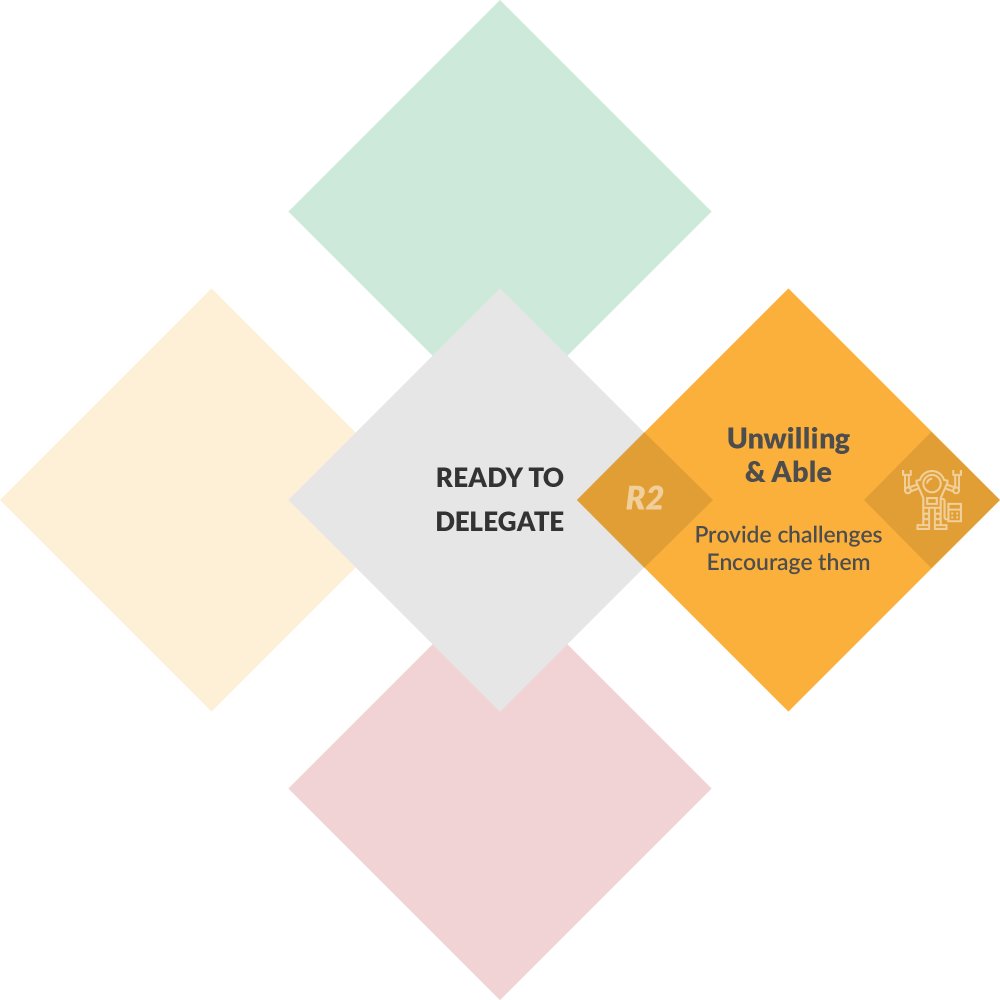 READY TO
DELEGATE
R2
Unwilling
& Able
Provide challenges
Encourage them